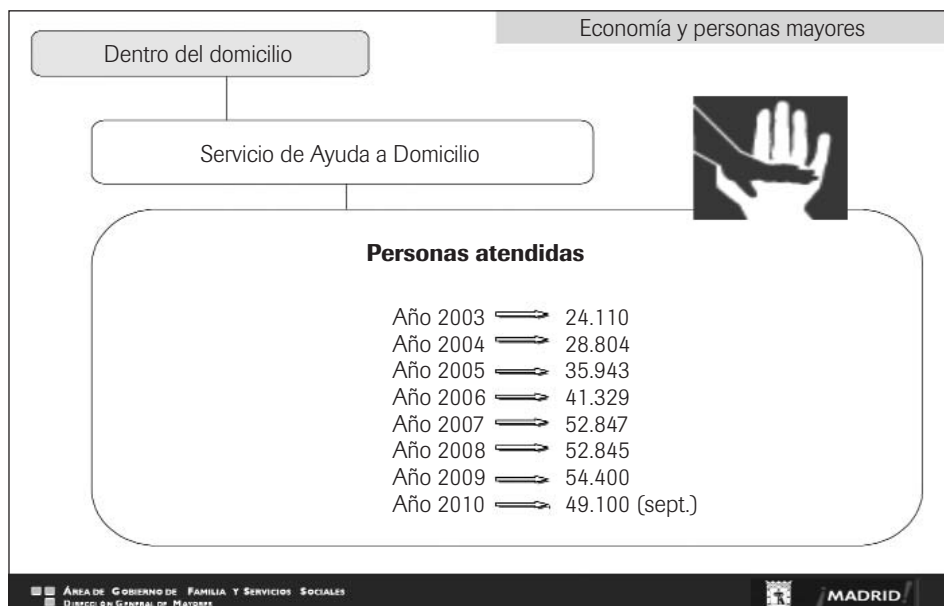 Economía y personas mayores
Dentro del domicilio
Servicio de Ayuda a Domicilio
Personas atendidas
Año 2003 24.110
Año 2004 28.804
Año 2005 35.943
Año 2006 41.329
Año 2007 52.847
Año 2008 52.845
Año 2009 54.400
Año 2010 49.100 (sept.)
ÁREA DE GOBIERNO DE FAMILIA Y SERVICIOS SOCIALES
DIRECCIÓN GENERAL DE MAYORES
¡MADRID!